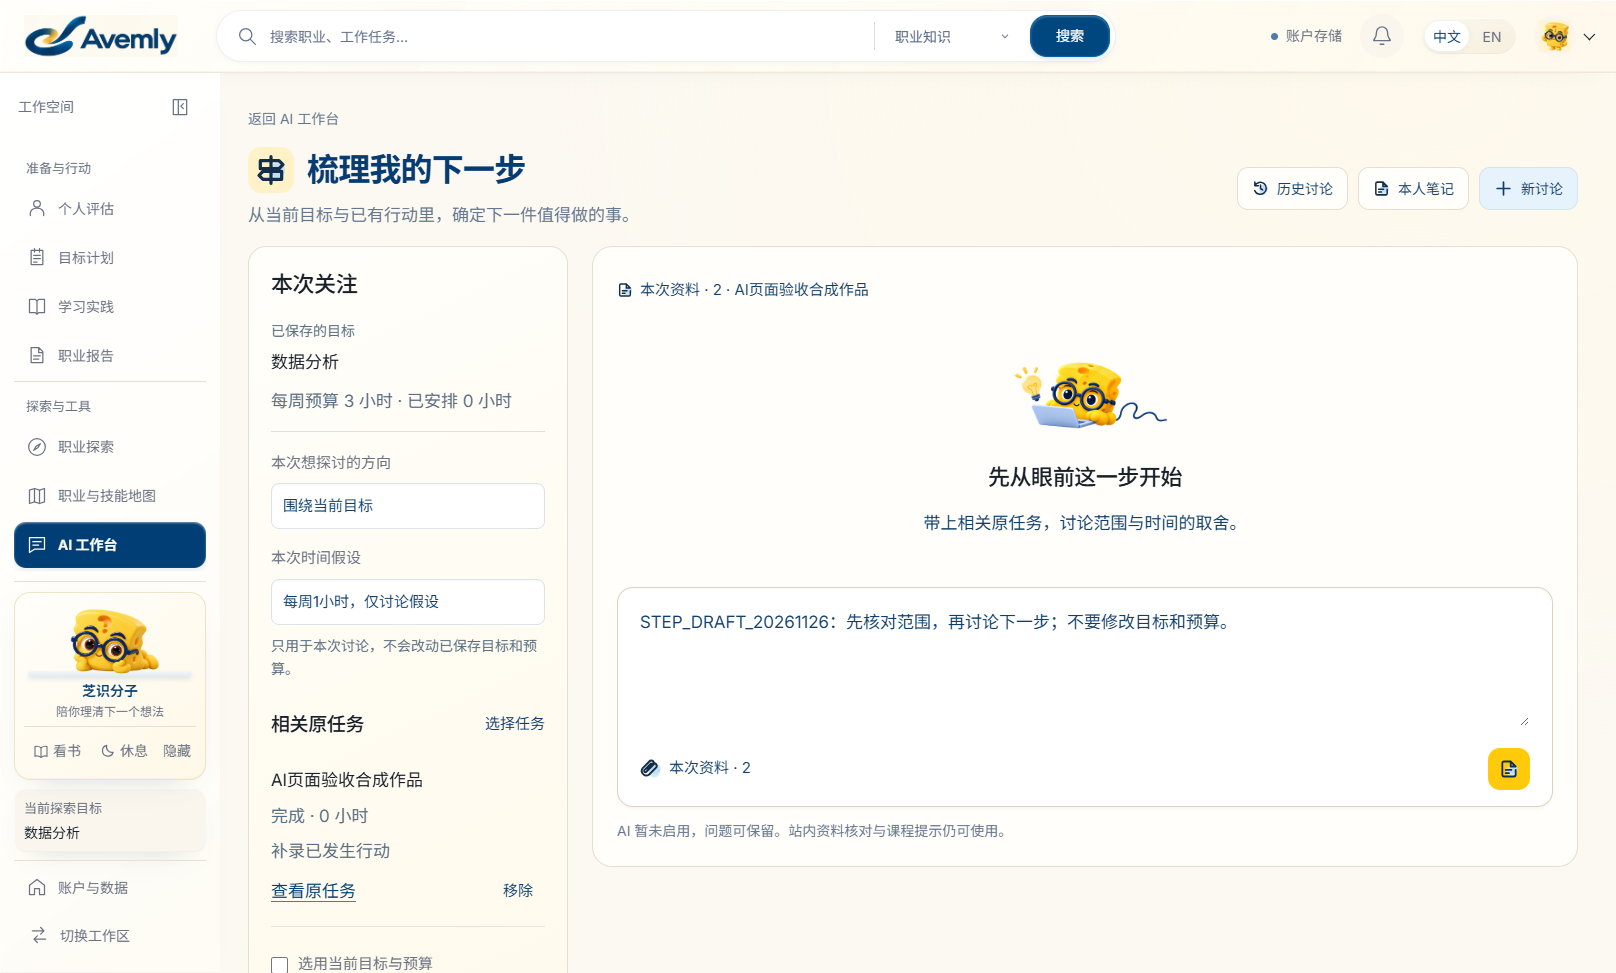 Avemly
搜索职业、工作任务...
职业知识
搜索
账户存储
中文
EN
工作空间
准备与行动
个人评估
目标计划
学习实践
职业报告
探索与工具
职业探索
职业与技能地图
AI 工作台
芝识分子
陪你理清下一个想法
看书
休息
隐藏
当前探索目标
数据分析
账户与数据
切换工作区
返回 AI 工作台
梳理我的下一步
从当前目标与已有行动里，确定下一件值得做的事。
历史讨论
本人笔记
新讨论
本次关注
已保存的目标
数据分析
每周预算 3 小时 · 已安排 0 小时
本次想探讨的方向
围绕当前目标
本次时间假设
每周1小时，仅讨论假设
只用于本次讨论，不会改动已保存目标和预
算。
相关原任务
选择任务
AI页面验收合成作品
完成 · 0 小时
补录已发生行动
查看原任务
移除
选用当前目标与预算
本次资料 · 2 · AI页面验收合成作品
先从眼前这一步开始
带上相关原任务，讨论范围与时间的取舍。
STEP_DRAFT_20261126：先核对范围，再讨论下一步；不要修改目标和预算。
本次资料 · 2
AI 暂未启用，问题可保留。站内资料核对与课程提示仍可使用。